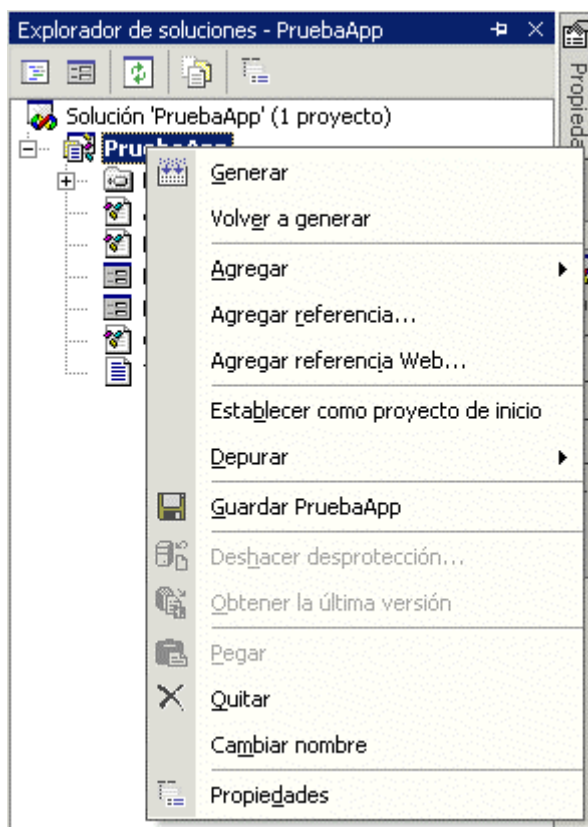 Explorador de soluciones - PruebaApp
Solución 'PruebaApp' (1 proyecto)
PruebaApp
Generar
Volver a generar
Agregar
Agregar referencia...
Agregar referencia Web...
Establecer como proyecto de inicio
Depurar
Guardar PruebaApp
Deshacer desprotección...
Obtener la última versión
Pegar
Quitar
Cambiar nombre
Propiedades